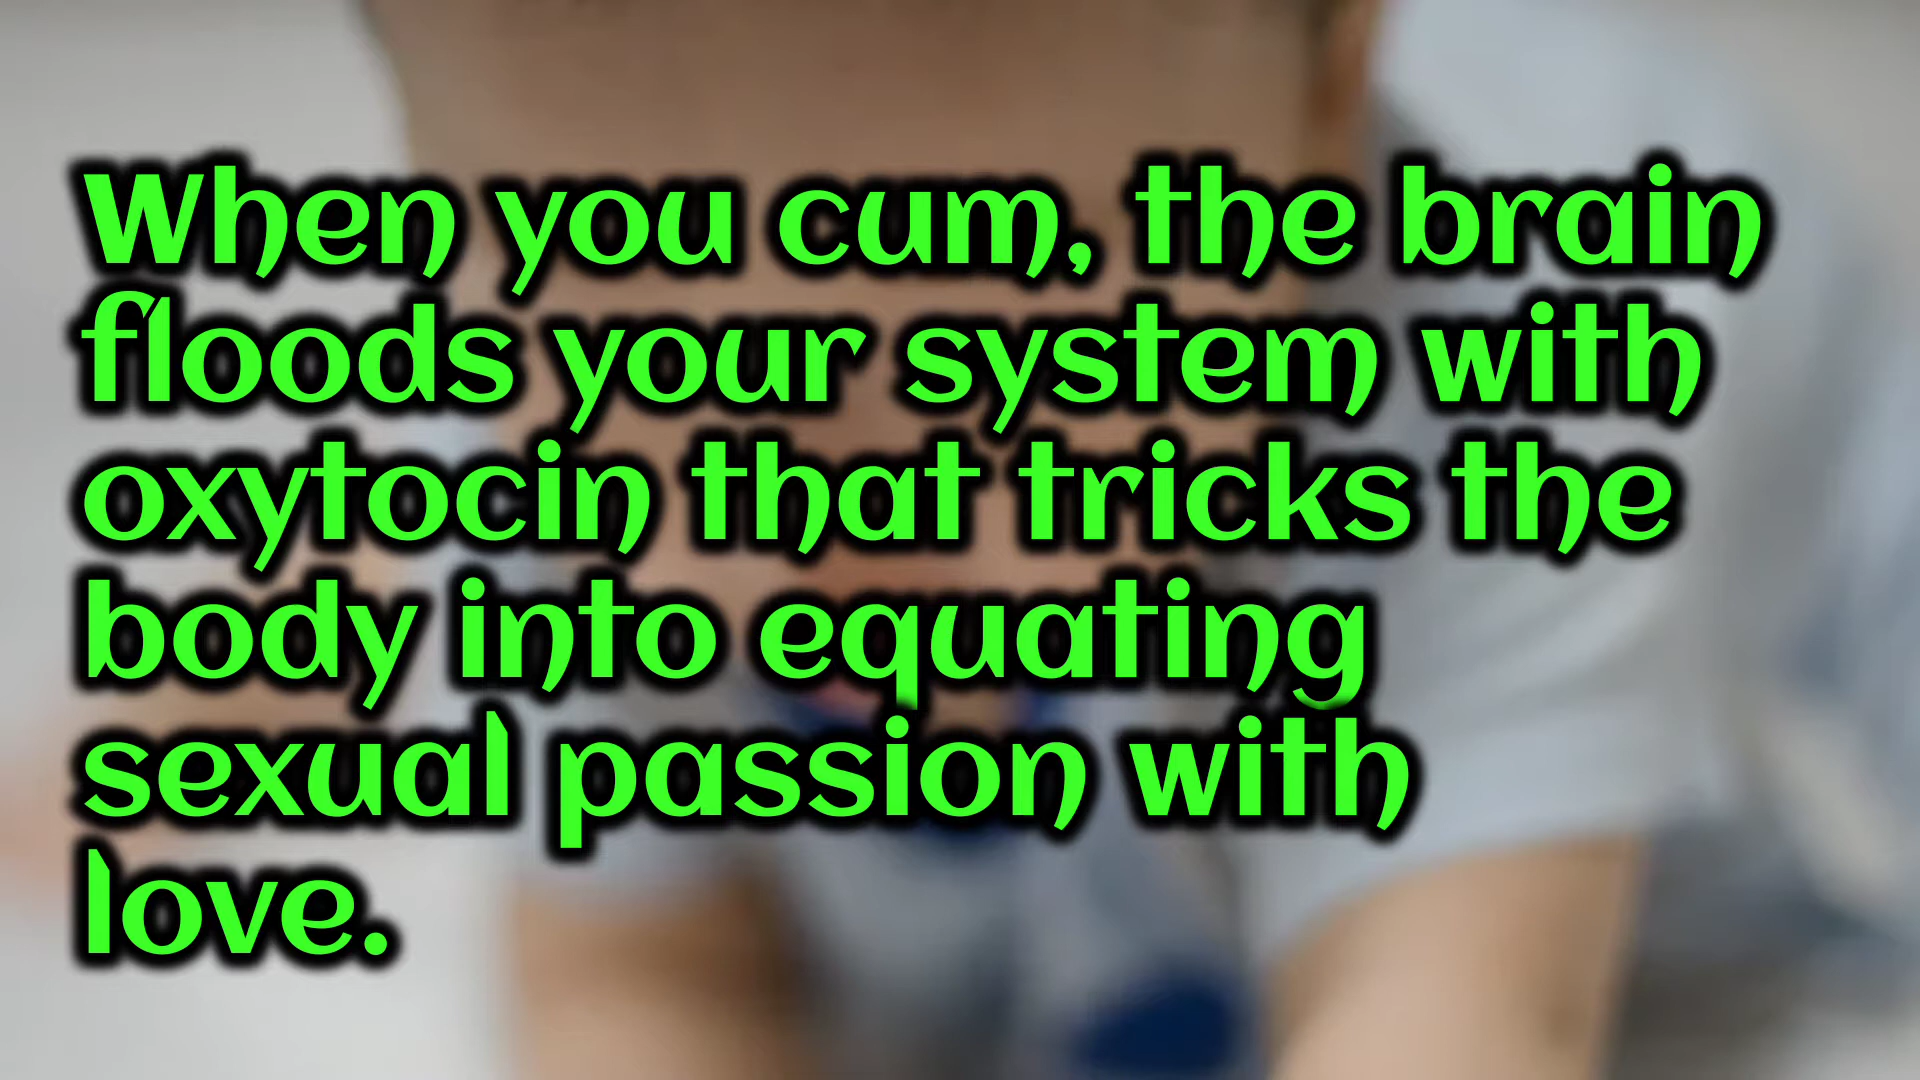 When you cum, the brain
floods your system with
oxytocin that tricks the
body into equating
sexual passion with
love.